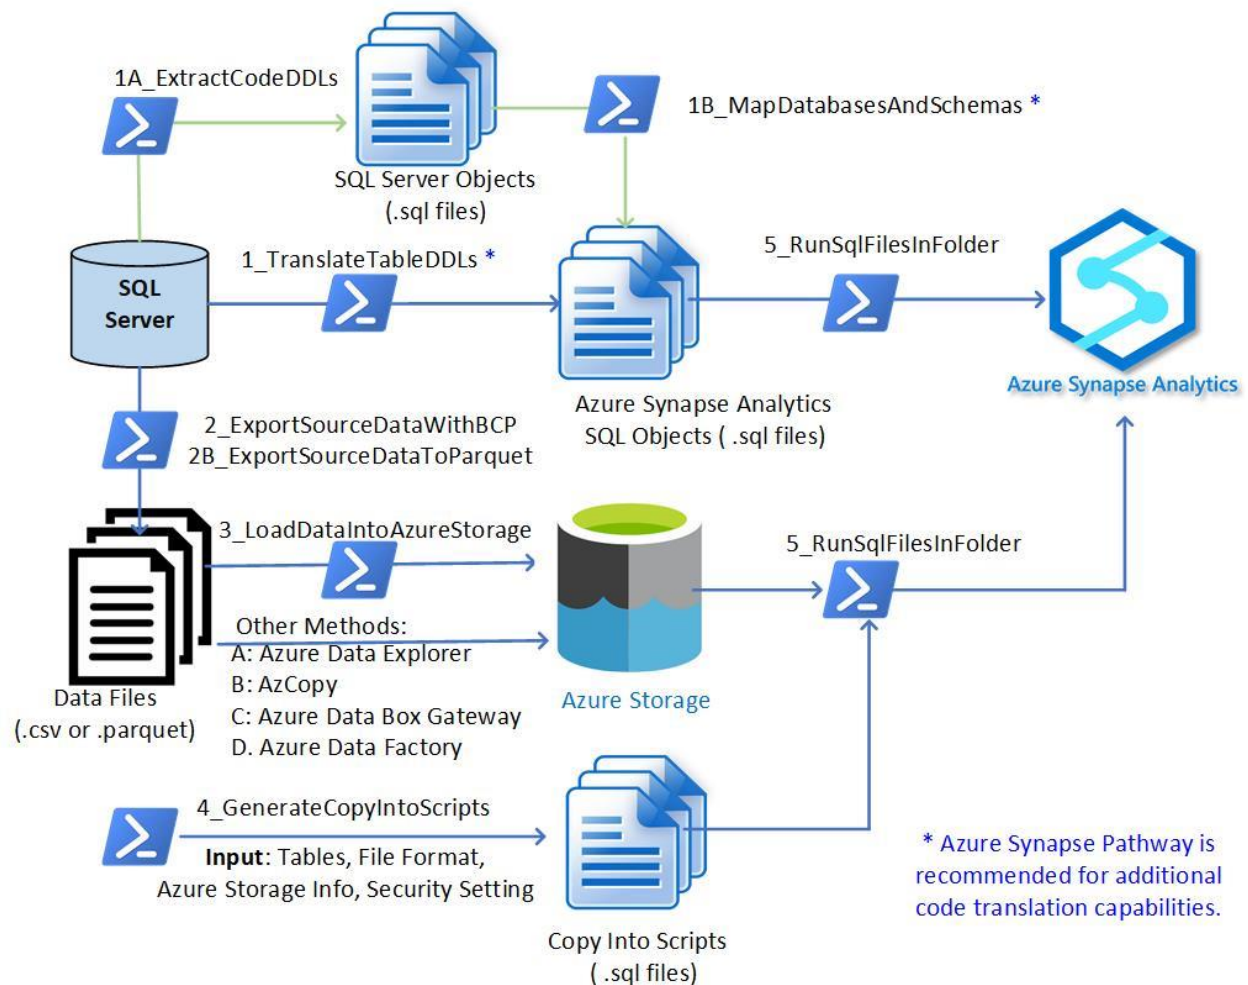 1A_ExtractCodeDDLs
1B_MapDatabasesAndSchemas *
SQL Server Objects
(.sql files)
SQL
Server
1_TranslateTableDDLs *
5_RunSqlFilesInFolder
Azure Synapse Analytics
Azure Synapse Analytics
SQL Objects ( .sql files)
2_ExportSourceDataWithBCP
2B_ExportSourceDataToParquet
3_LoadDataIntoAzureStorage
5_RunSqlFilesInFolder
Other Methods:
A: Azure Data Explorer
B: AzCopy
C: Azure Data Box Gateway
D. Azure Data Factory
Data Files
(.csv or .parquet)
Azure Storage
4_GenerateCopyIntoScripts
Input: Tables, File Format,
Azure Storage Info, Security Setting
Copy Into Scripts
( .sql files)
* Azure Synapse Pathway is
recommended for additional
code translation capabilities.